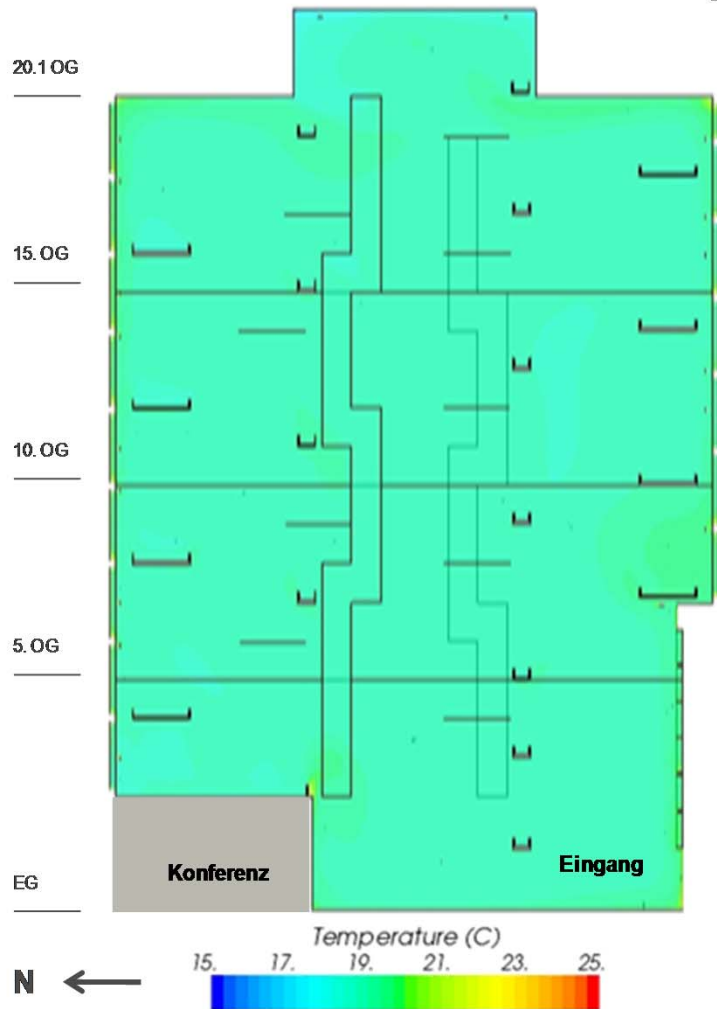 20.1 OG
15. OG
10. OG
5. OG
Konferenz
Eingang
EG
Temperature (C)
15. 17. 19. 21. 23. 25.
N